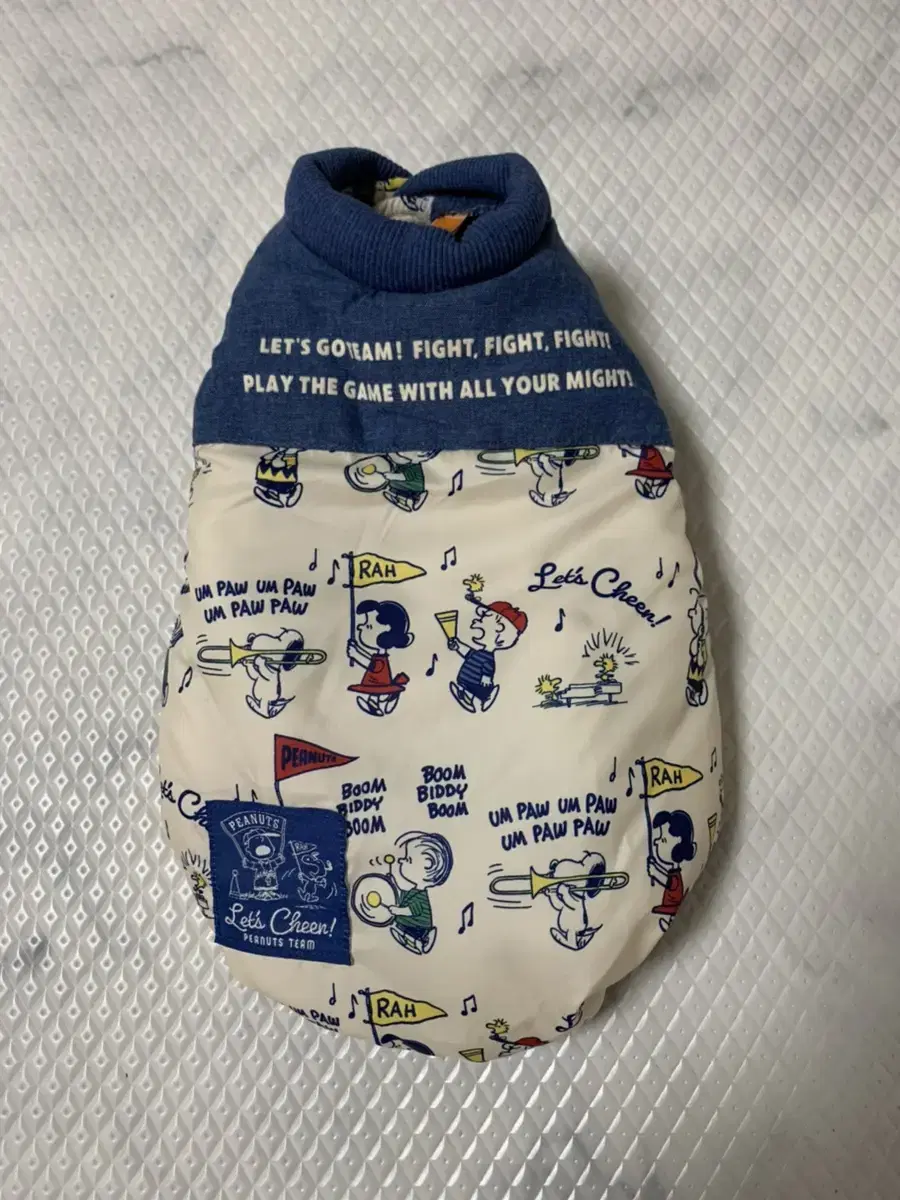 LET'S GO TEAM! FIGHT, FIGHT, FIGHT!
PLAY THE GAME WITH ALL YOUR MIGHT!
RAH
UM PAW UM PAW
UM PAW PAW
Let's Cheer!
PEANUTS
BOOM
BIDDY
BOOM
BOOM
BIDDY
BOOM
RAH
UM PAW UM PAW
UM PAW PAW
PEANUTS
RAH
Let's Cheer!
PEANUTS TEAM
RAH
PAW